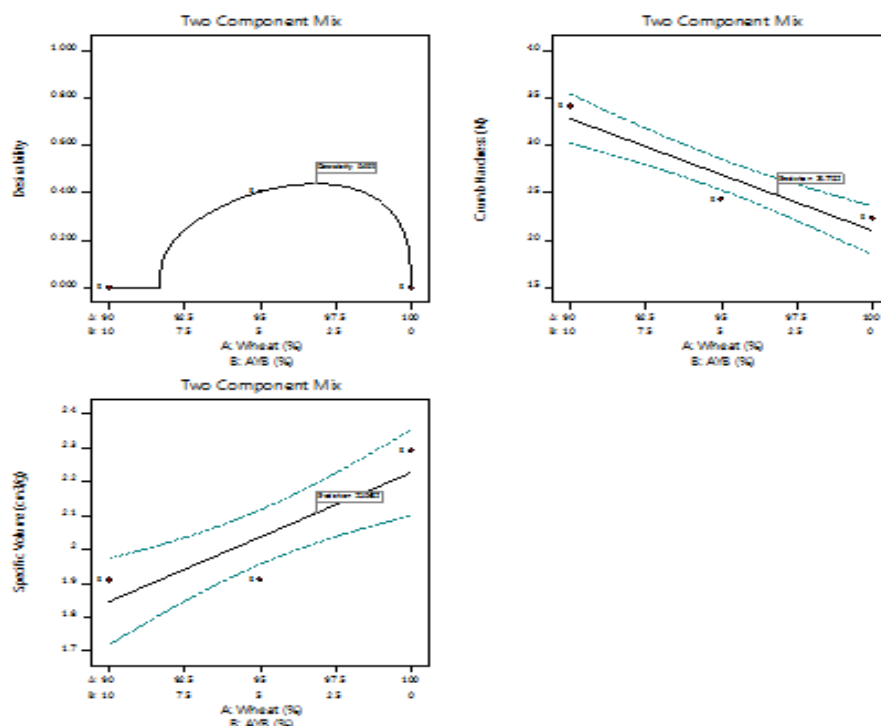 Two Component Mix
Desirability
1.000
0.800
0.600
0.400
0.200
0.000
A: 90 92.5 95 97.5 100
B: 10 7.5 5 2.5 0
A: Wheat (%)
B: AYB (%)
Two Component Mix
Crumb Hardness (N)
40
35
30
25
20
15
A: 90 92.5 95 97.5 100
B: 10 7.5 5 2.5 0
A: Wheat (%)
B: AYB (%)
Two Component Mix
Specific Volume (cm3/g)
2.4
2.3
2.2
2.1
2
1.9
1.8
1.7
A: 90 92.5 95 97.5 100
B: 10 7.5 5 2.5 0
A: Wheat (%)
B: AYB (%)